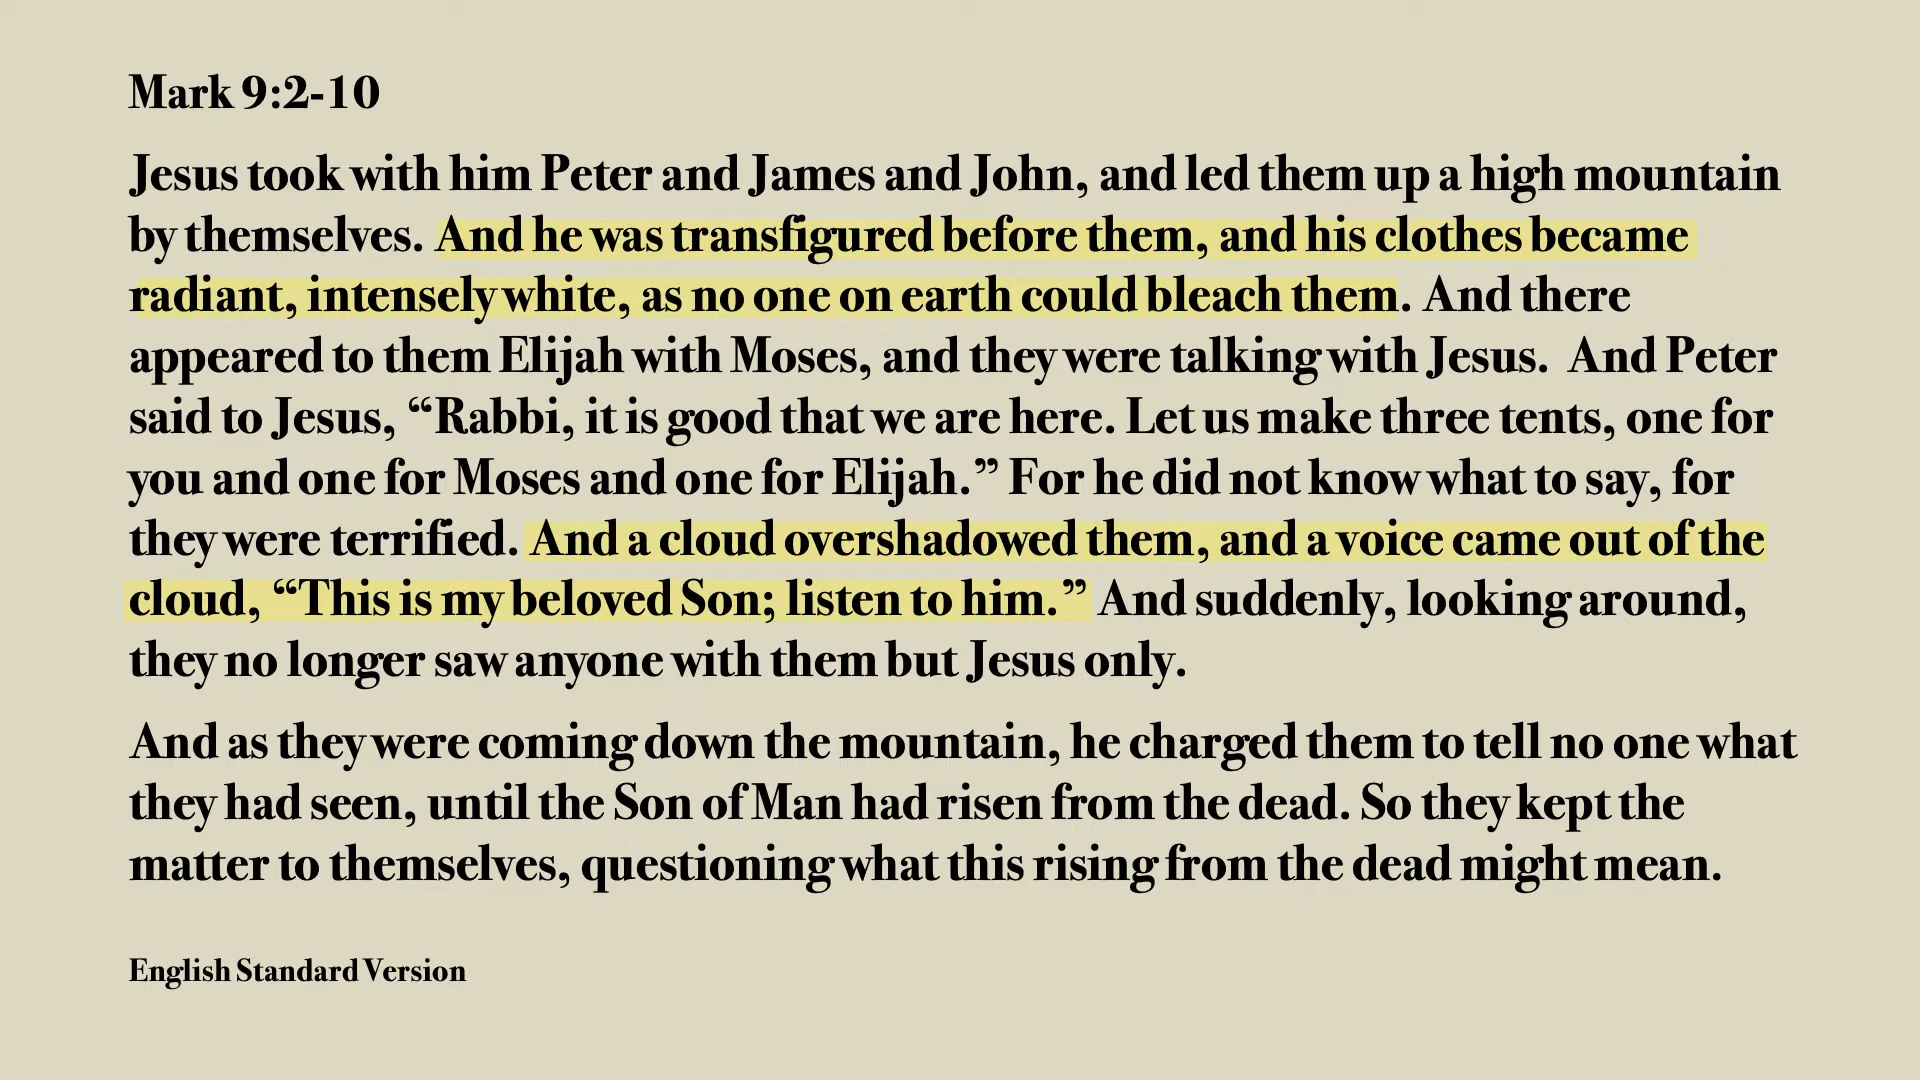 Mark 9:2-10
Jesus took with him Peter and James and John, and led them up a high mountain
by themselves. And he was transfigured before them, and his clothes became
radiant, intensely white, as no one on earth could bleach them. And there
appeared to them Elijah with Moses, and they were talking with Jesus.  And Peter
said to Jesus, “Rabbi, it is good that we are here. Let us make three tents, one for
you and one for Moses and one for Elijah.” For he did not know what to say, for
they were terrified. And a cloud overshadowed them, and a voice came out of the
cloud, “This is my beloved Son; listen to him.” And suddenly, looking around,
they no longer saw anyone with them but Jesus only.
And as they were coming down the mountain, he charged them to tell no one what
they had seen, until the Son of Man had risen from the dead. So they kept the
matter to themselves, questioning what this rising from the dead might mean.
English Standard Version